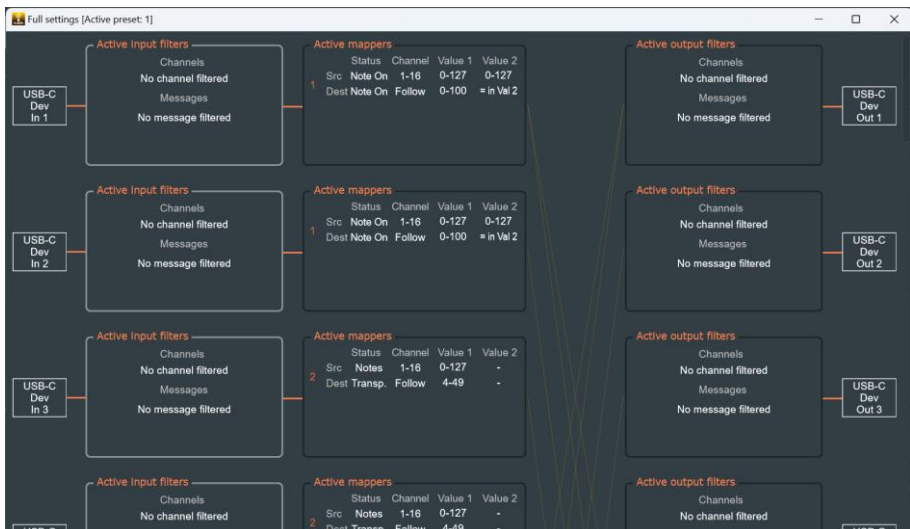 Full settings [Active preset: 1]
Active input filters
Active mappers
Active output filters
Channels
Status Channel Value 1 Value 2
Channels
No channel filtered
Src Note On 1-16 0-127 0-127
No channel filtered
1
Messages
Dest Note On Follow 0-100 = in Val 2
Messages
USB-C
Dev
In 1
No message filtered
No message filtered
USB-C
Dev
Out 1
Active input filters
Active mappers
Active output filters
Channels
Status Channel Value 1 Value 2
Channels
No channel filtered
Src Note On 1-16 0-127 0-127
No channel filtered
1
Messages
Dest Note On Follow 0-100 = in Val 2
Messages
USB-C
Dev
In 2
No message filtered
No message filtered
USB-C
Dev
Out 2
Active input filters
Active mappers
Active output filters
Channels
Status Channel Value 1 Value 2
Channels
No channel filtered
Src Notes 1-16 0-127 -
No channel filtered
2
Messages
Dest Transp. Follow 4-49 -
Messages
USB-C
Dev
In 3
No message filtered
No message filtered
USB-C
Dev
Out 3
Active input filters
Active mappers
Active output filters
Channels
Status Channel Value 1 Value 2
Channels
No channel filtered
Src Notes 1-16 0-127 -
No channel filtered
2
Dest Transp. Follow 4-49 -